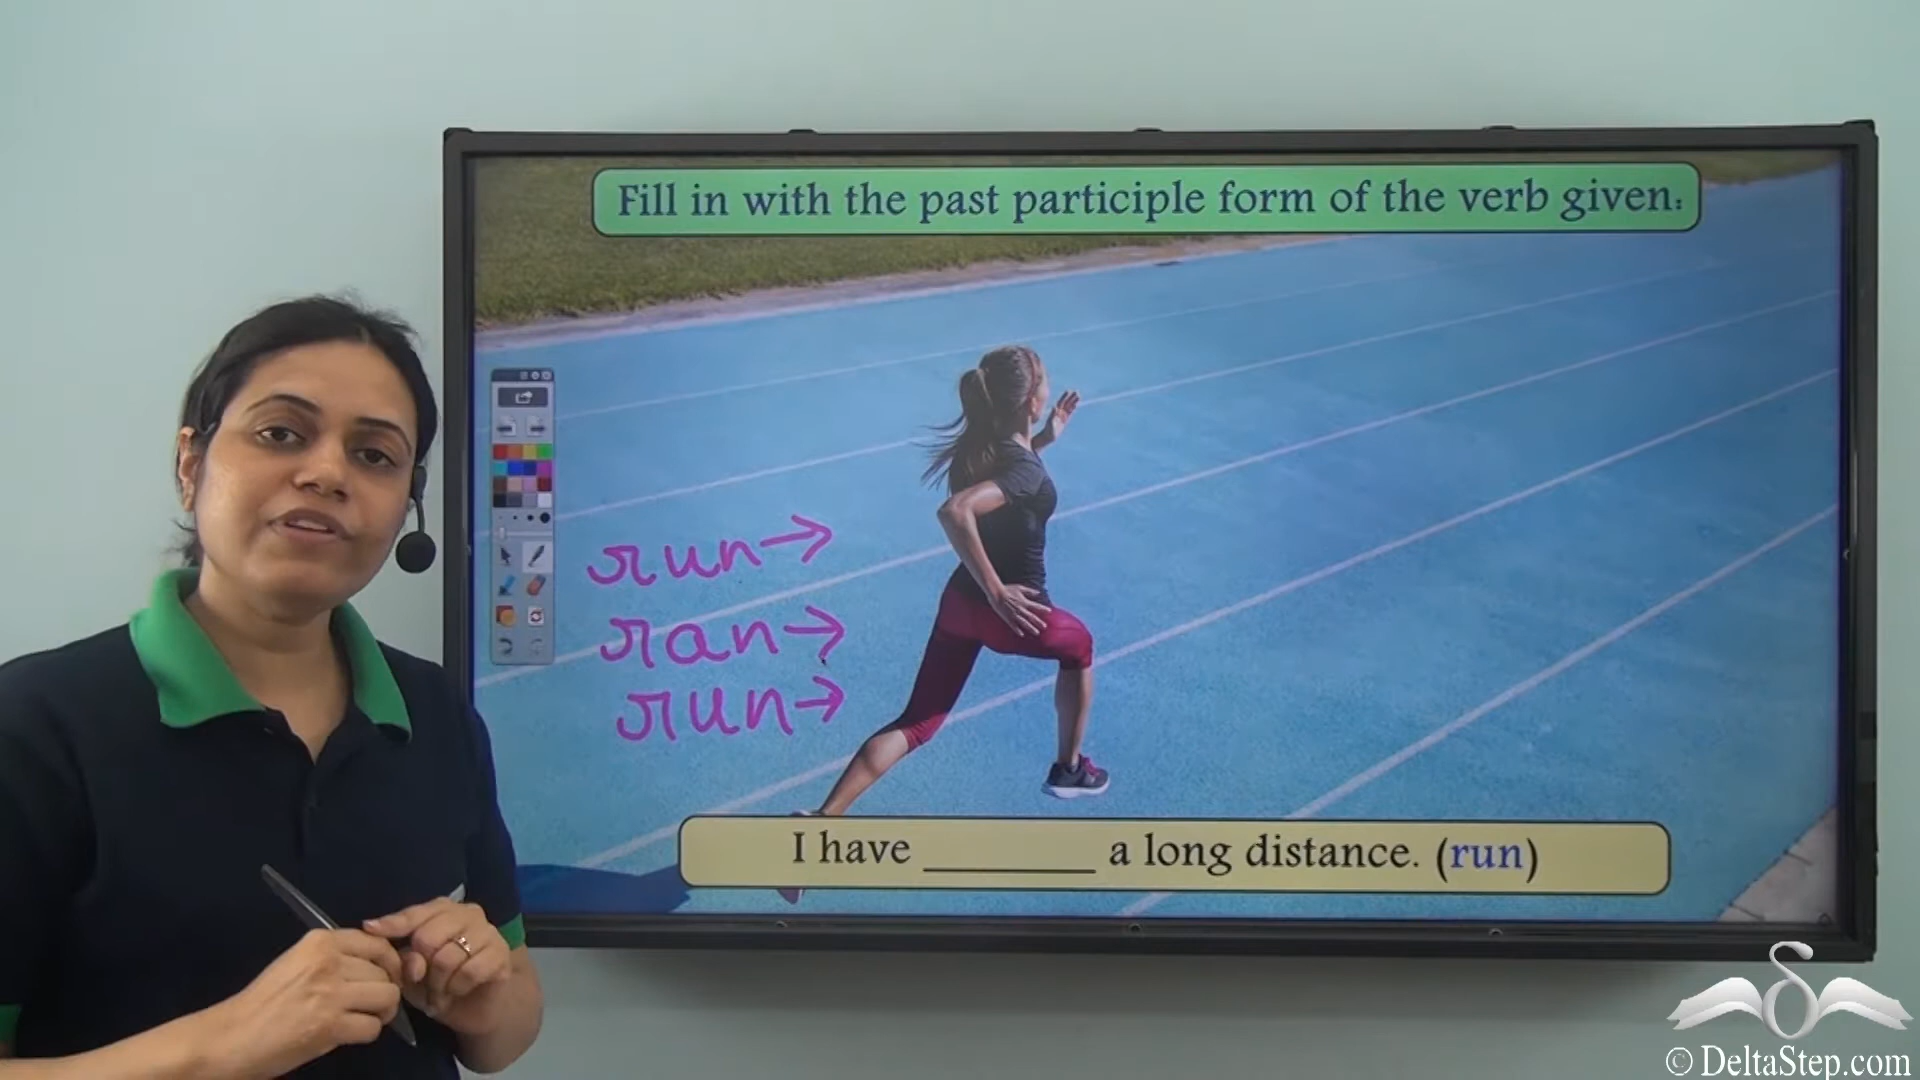 Fill in with the past participle form of the verb given:
run→
ran→
run→
I have ________ a long distance. (run)
© DeltaStep.com